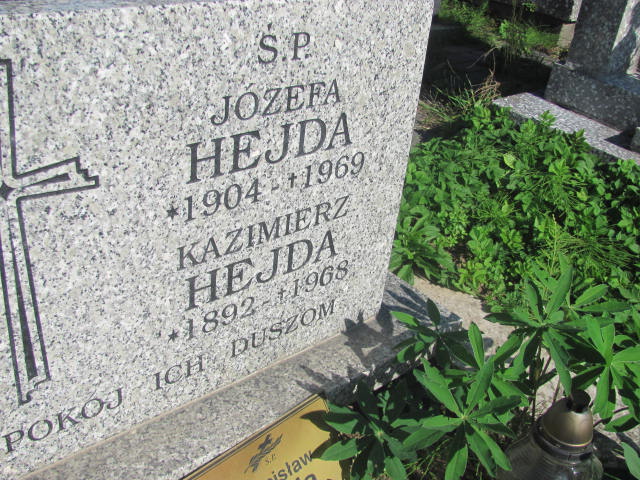 Ś.P
JÓZEFA
HEJDA
*1904 - †1969
KAZIMIERZ
HEJDA
*1892 - †1968
POKÓJ ICH DUSZOM
Ś.P.